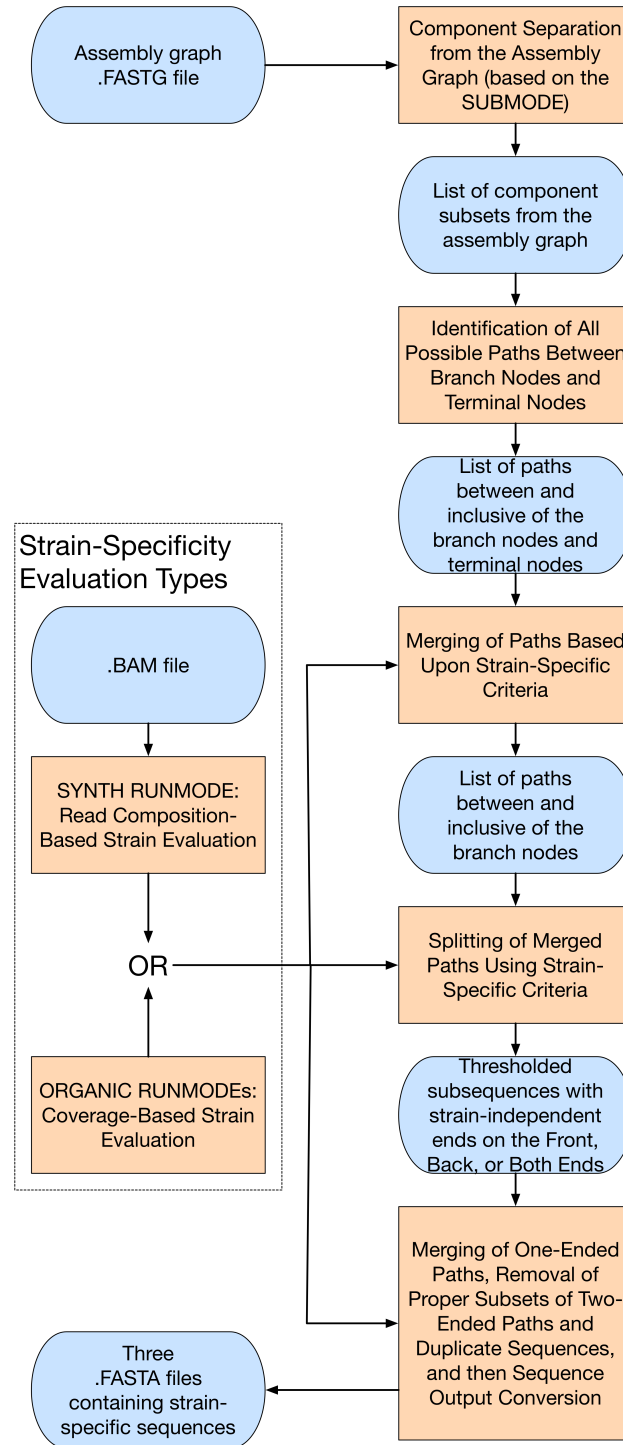 Assembly graph
.FASTG file
Component Separation
from the Assembly
Graph (based on the
SUBMODE)
List of component
subsets from the
assembly graph
Identification of All
Possible Paths Between
Branch Nodes and
Terminal Nodes
List of paths
between and
inclusive of the
branch nodes and
terminal nodes
Strain-Specificity
Evaluation Types
.BAM file
SYNTH RUNMODE:
Read Composition-
Based Strain Evaluation
OR
ORGANIC RUNMODEs:
Coverage-Based Strain
Evaluation
Merging of Paths Based
Upon Strain-Specific
Criteria
List of paths
between and
inclusive of the
branch nodes
Splitting of Merged
Paths Using Strain-
Specific Criteria
Thresholded
subsequences with
strain-independent
ends on the Front,
Back, or Both Ends
Merging of One-Ended
Paths, Removal of
Proper Subsets of Two-
Ended Paths and
Duplicate Sequences,
and then Sequence
Output Conversion
Three
.FASTA files
containing strain-
specific sequences